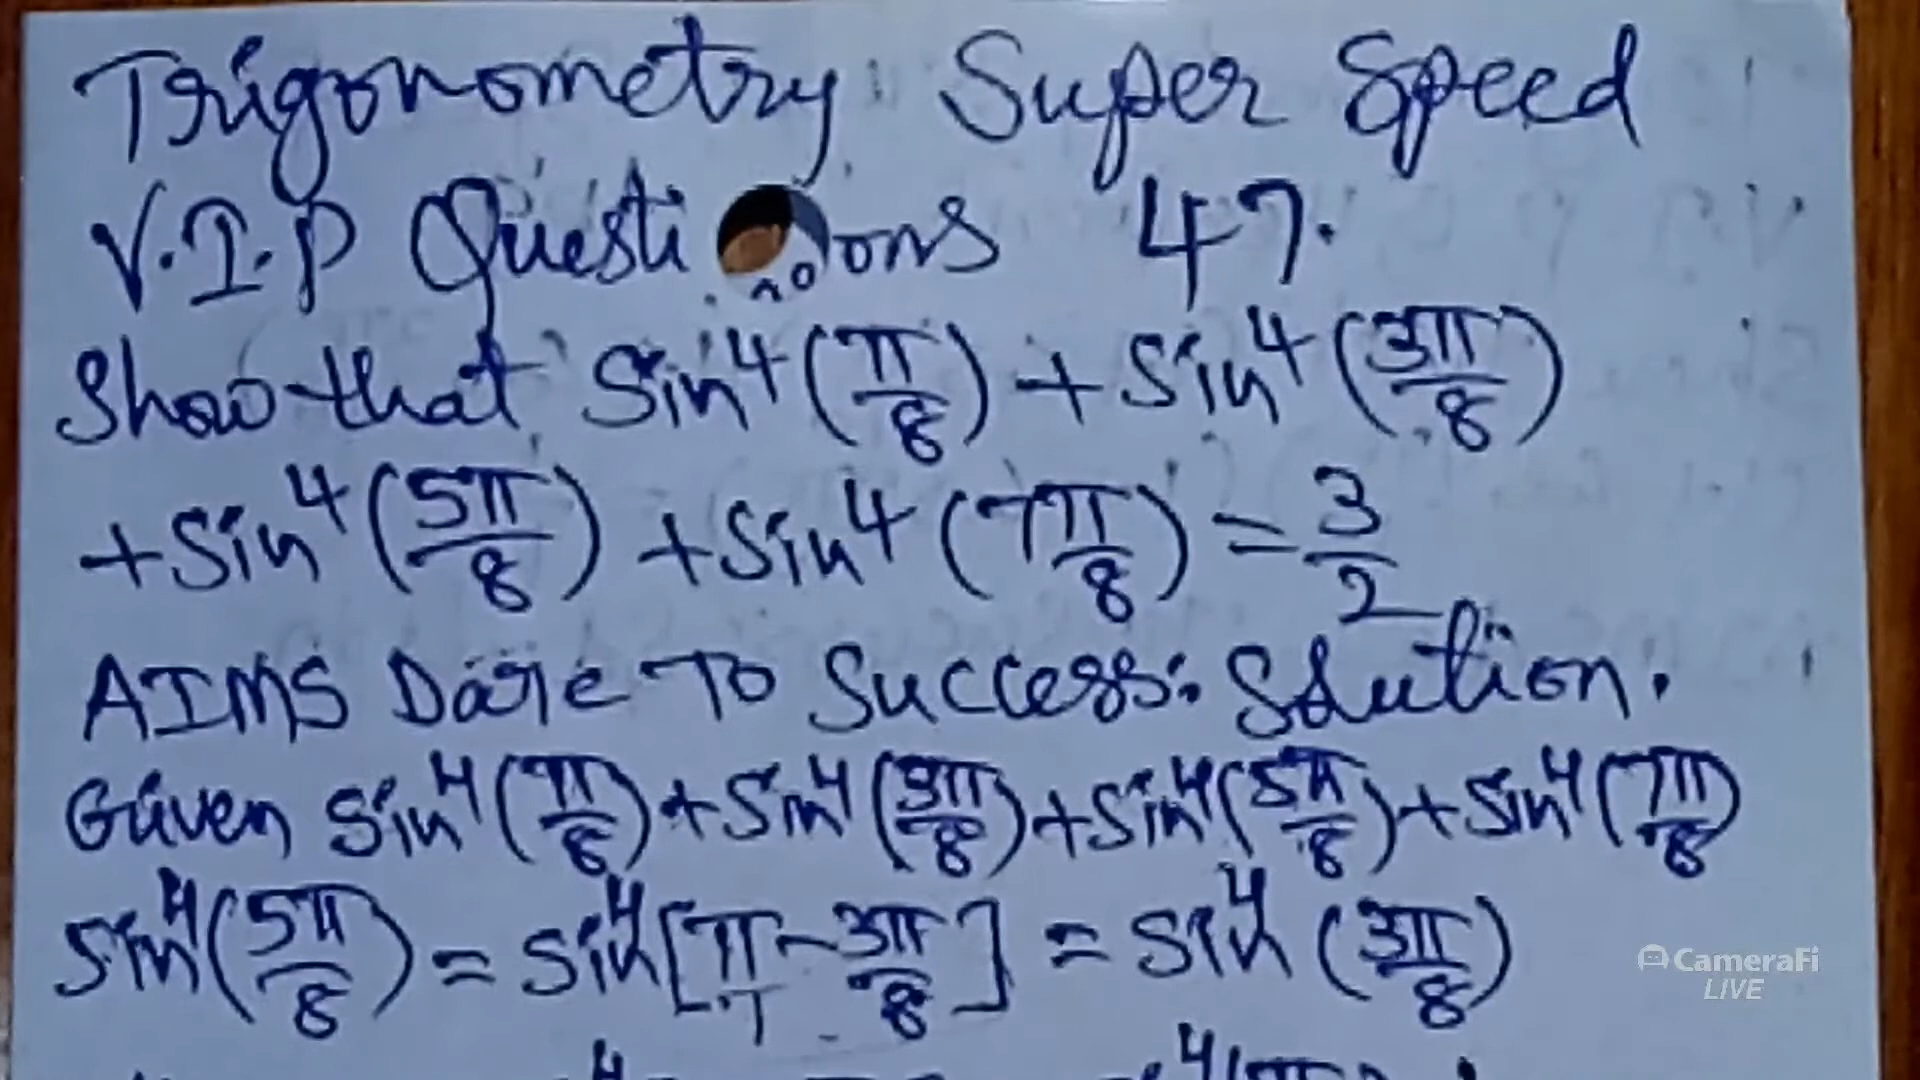 Trigonometry Super Speed
V.I.P Questions 47.
Show that Sin⁴(π/8) + Sin⁴(3π/8)
+ Sin⁴(5π/8) + Sin⁴(7π/8) = 3/2
AIMS Dare To Success: Solution.
Given Sin⁴(π/8) + Sin⁴(3π/8) + Sin⁴(5π/8) + Sin⁴(7π/8)
Sin⁴(5π/8) = Sin⁴[π - 3π/8] = Sin⁴(3π/8)
CameraFi
LIVE